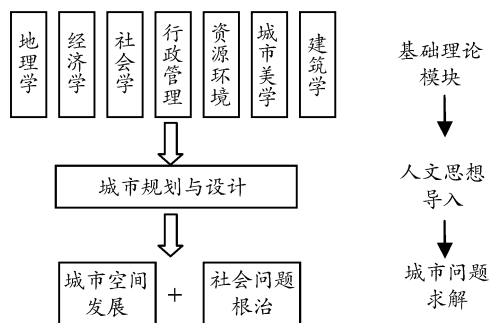 地理学
经济学
社会学
行政管理
资源环境
城市美学
建筑学
基础理论
模块
城市规划与设计
人文思想
导入
城市空间
发展
+
社会问题
根治
城市问题
求解